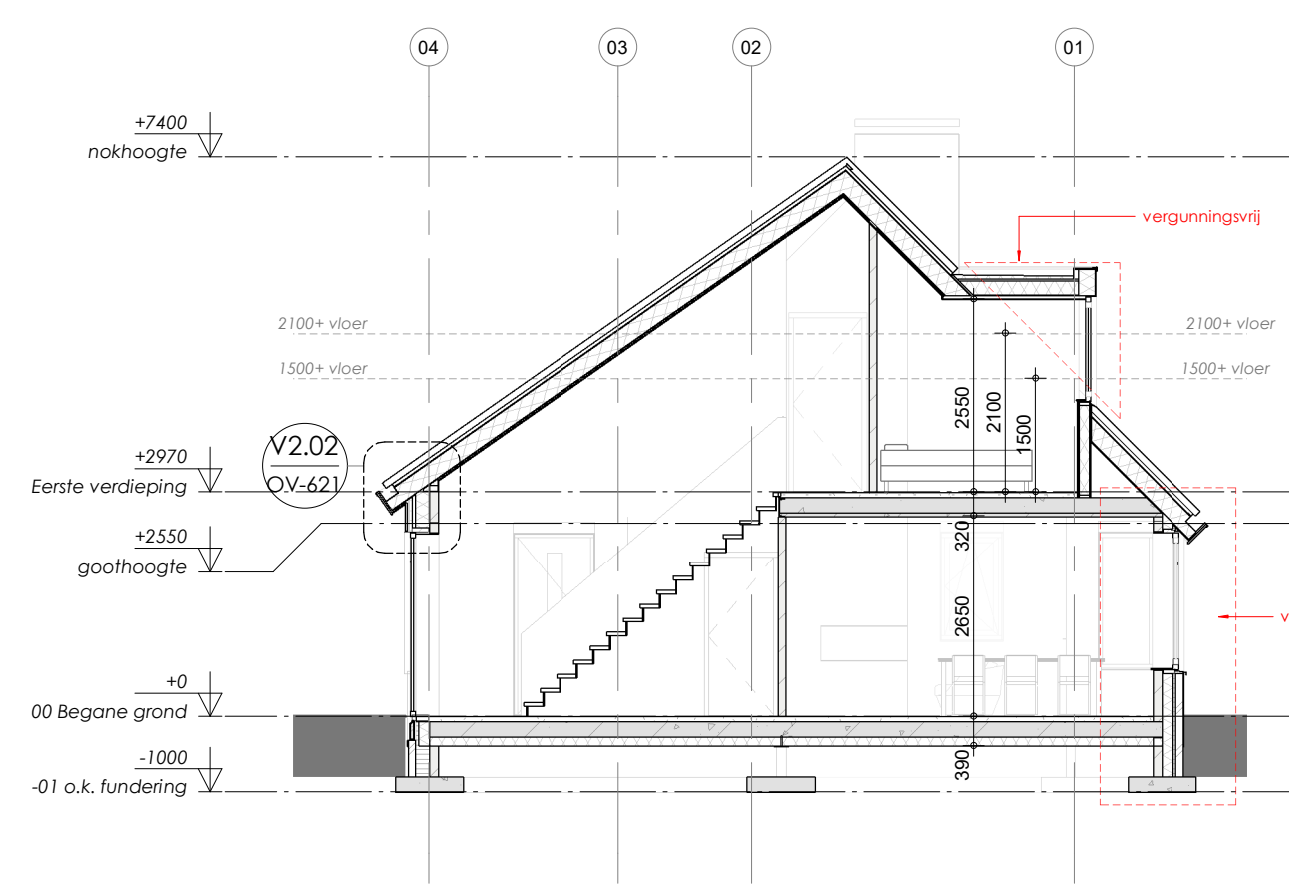 04
03
02
01
+7400
nokhoogte
vergunningsvrij
2100+ vloer
2100+ vloer
1500+ vloer
1500+ vloer
2550
2100
1500
V2.02
OV-621
+2970
Eerste verdieping
+2550
goothoogte
320
2650
v
+0
00 Begane grond
390
-1000
-01 o.k. fundering